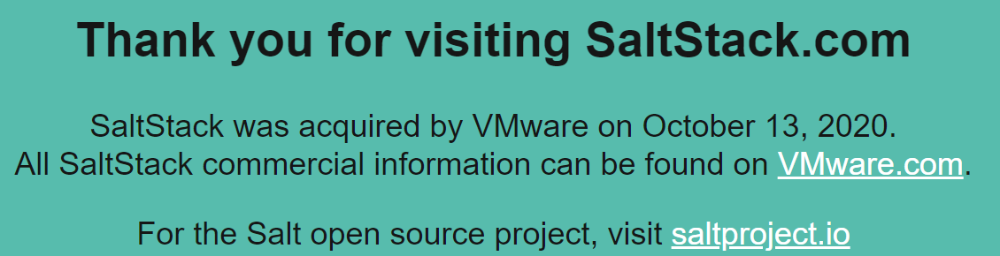 Thank you for visiting SaltStack.com
SaltStack was acquired by VMware on October 13, 2020.
All SaltStack commercial information can be found on VMware.com.
For the Salt open source project, visit saltproject.io